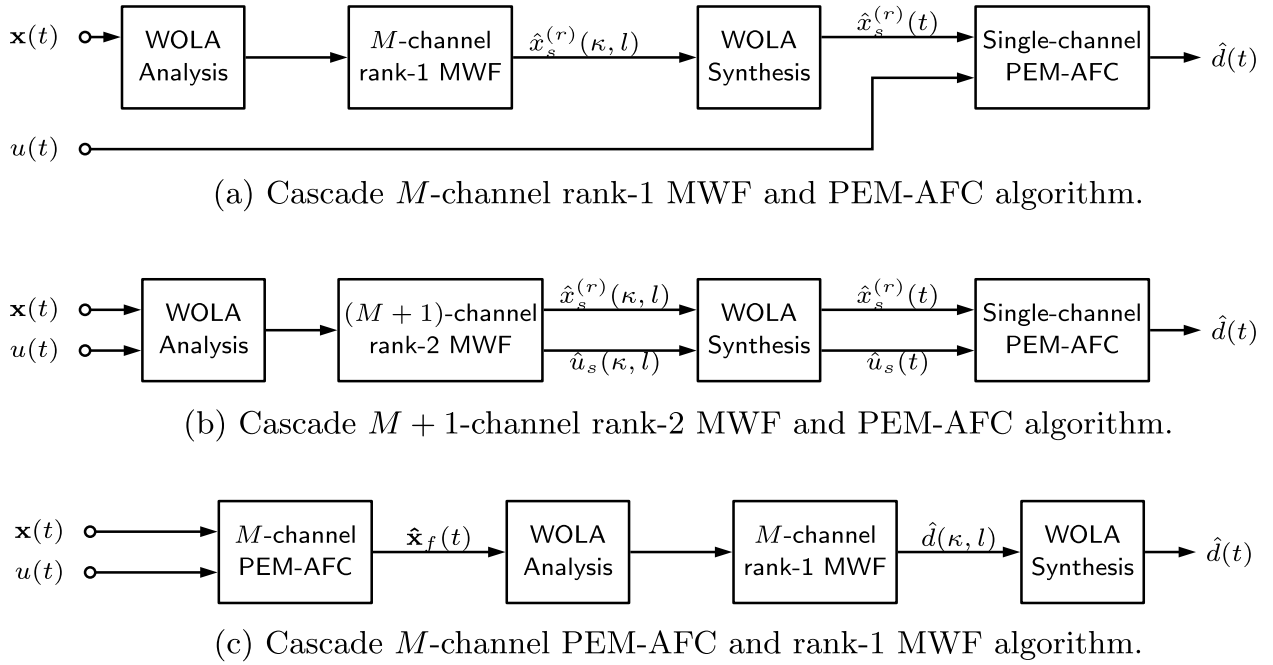 x(t)
WOLA
Analysis
M-channel
rank-1 MWF
x̂_s^{(r)}(κ, l)
WOLA
Synthesis
x̂_s^{(r)}(t)
Single-channel
PEM-AFC
d̂(t)
u(t)
(a) Cascade M-channel rank-1 MWF and PEM-AFC algorithm.
x(t)
u(t)
WOLA
Analysis
(M + 1)-channel
rank-2 MWF
x̂_s^{(r)}(κ, l)
û_s(κ, l)
WOLA
Synthesis
x̂_s^{(r)}(t)
û_s(t)
Single-channel
PEM-AFC
d̂(t)
(b) Cascade M + 1-channel rank-2 MWF and PEM-AFC algorithm.
x(t)
u(t)
M-channel
PEM-AFC
x̂_f(t)
WOLA
Analysis
M-channel
rank-1 MWF
d̂(κ, l)
WOLA
Synthesis
d̂(t)
(c) Cascade M-channel PEM-AFC and rank-1 MWF algorithm.